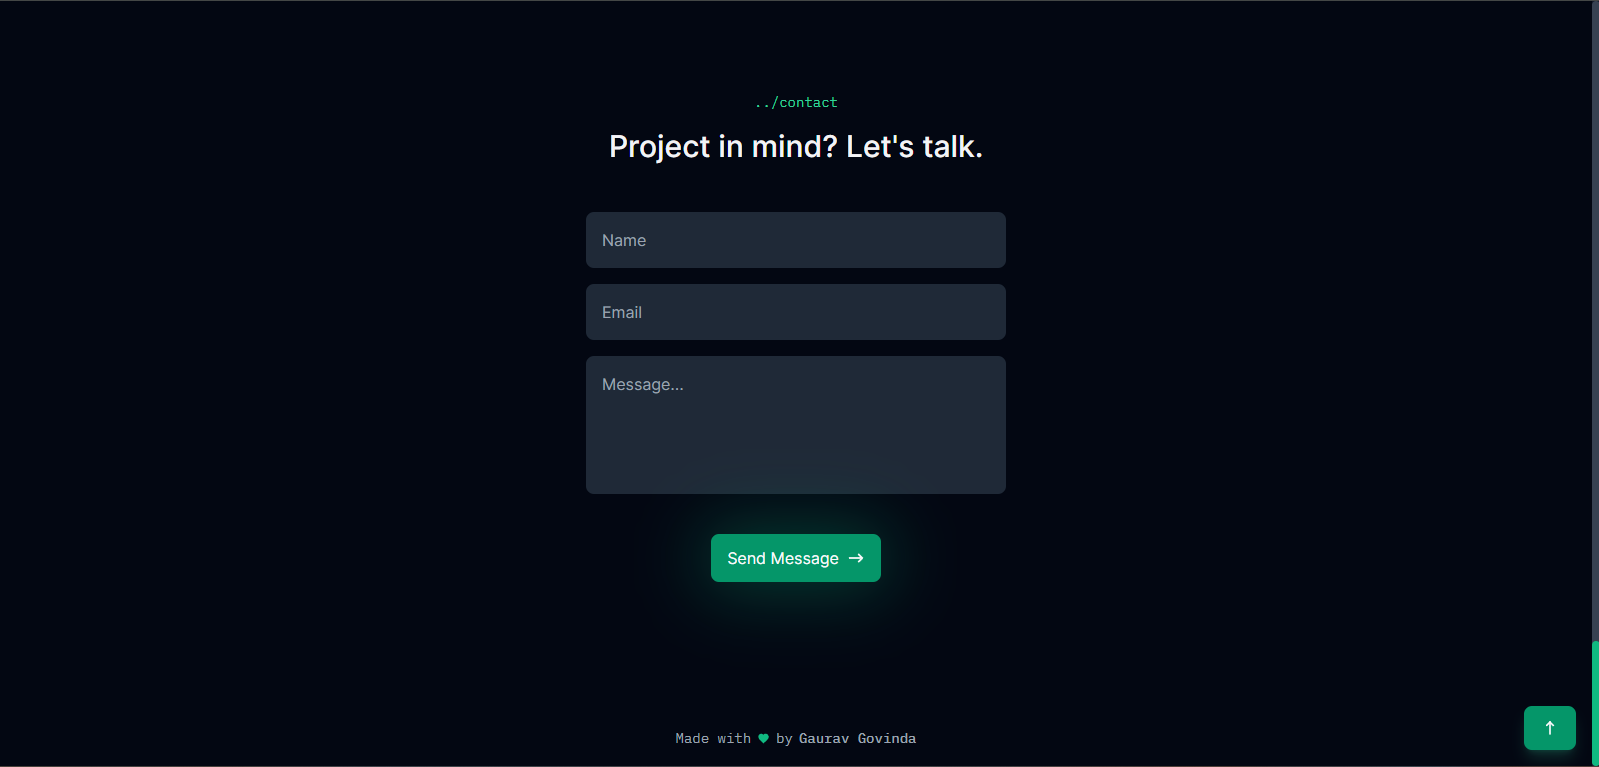 ../contact
Project in mind? Let's talk.
Name
Email
Message...
Send Message →
Made with 💚 by Gaurav Govinda
↑